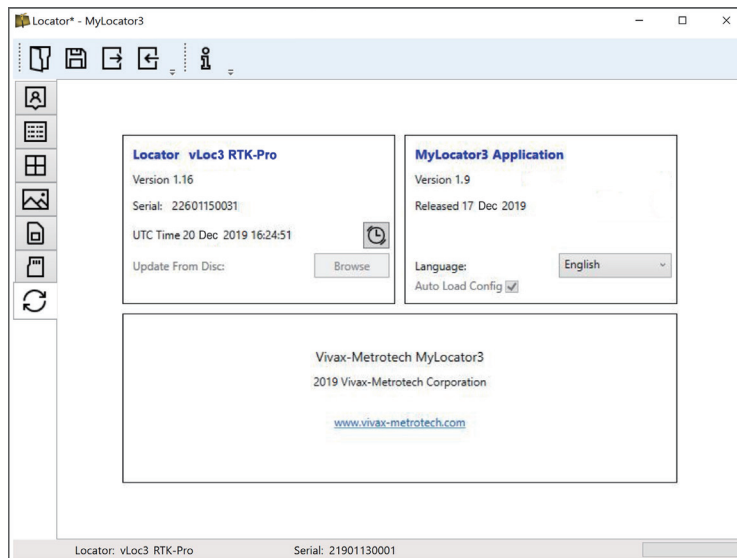 Locator* - MyLocator3
Locator vLoc3 RTK-Pro
Version 1.16
Serial: 22601150031
UTC Time 20 Dec 2019 16:24:51
Update From Disc:
Browse
MyLocator3 Application
Version 1.9
Released 17 Dec 2019
Language:
English
Auto Load Config
Vivax-Metrotech MyLocator3
2019 Vivax-Metrotech Corporation
www.vivax-metrotech.com
Locator: vLoc3 RTK-Pro Serial: 21901130001